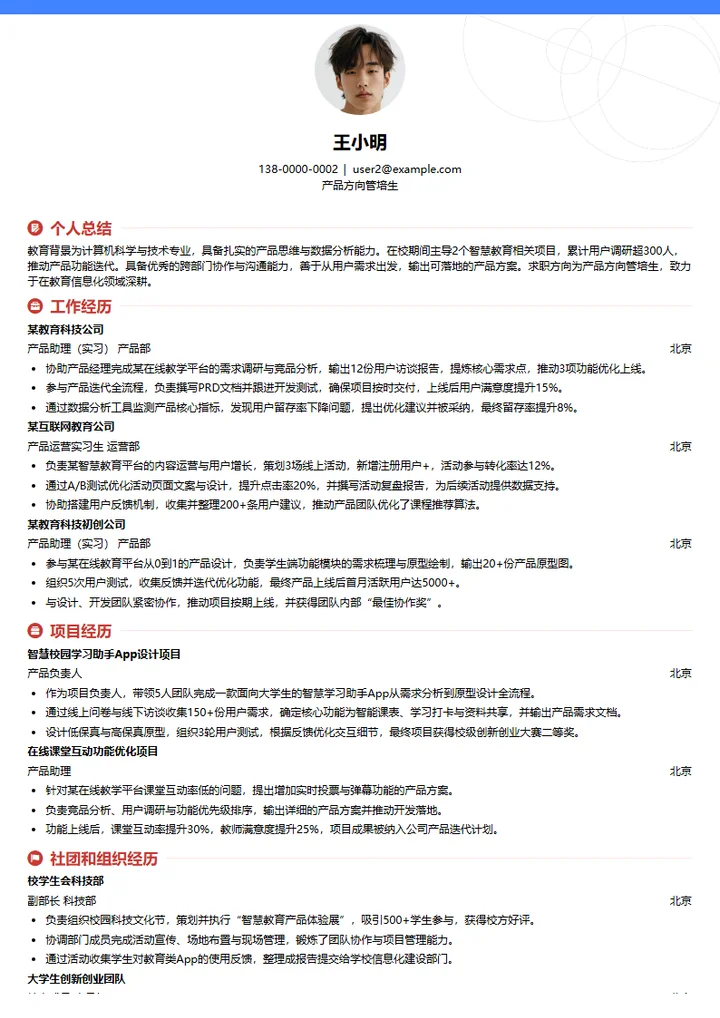 王小明
138-0000-0002 | user2@example.com
产品方向管培生
个人总结
教育背景为计算机科学与技术专业，具备扎实的产品思维与数据分析能力。在校期间主导2个智慧教育相关项目，累计用户调研超300人，
推动产品功能迭代。具备优秀的跨部门协作与沟通能力，善于从用户需求出发，输出可落地的产品方案。求职方向为产品方向管培生，致力
于在教育信息化领域深耕。
工作经历
某教育科技公司
产品助理（实习） 产品部 北京
• 协助产品经理完成某在线教学平台的需求调研与竞品分析，输出12份用户访谈报告，提炼核心需求点，推动3项功能优化上线。
• 参与产品迭代全流程，负责撰写PRD文档并跟进开发测试，确保项目按时交付，上线后用户满意度提升15%。
• 通过数据分析工具监测产品核心指标，发现用户留存率下降问题，提出优化建议并被采纳，最终留存率提升8%。
某互联网教育公司
产品运营实习生 运营部 北京
• 负责某智慧教育平台的内容运营与用户增长，策划3场线上活动，新增注册用户+，活动参与转化率达12%。
• 通过A/B测试优化活动页面文案与设计，提升点击率20%，并撰写活动复盘报告，为后续活动提供数据支持。
• 协助搭建用户反馈机制，收集并整理200+条用户建议，推动产品团队优化了课程推荐算法。
某教育科技初创公司
产品助理（实习） 产品部 北京
• 参与某在线教育平台从0到1的产品设计，负责学生端功能模块的需求梳理与原型绘制，输出20+份产品原型图。
• 组织5次用户测试，收集反馈并迭代优化功能，最终产品上线后首月活跃用户达5000+。
• 与设计、开发团队紧密协作，推动项目按期上线，并获得团队内部“最佳协作奖”。
项目经历
智慧校园学习助手App设计项目
产品负责人 北京
• 作为项目负责人，带领5人团队完成一款面向大学生的智慧学习助手App从需求分析到原型设计全流程。
• 通过线上问卷与线下访谈收集150+份用户需求，确定核心功能为智能课表、学习打卡与资料共享，并输出产品需求文档。
• 设计低保真与高保真原型，组织3轮用户测试，根据反馈优化交互细节，最终项目获得校级创新创业大赛二等奖。
在线课堂互动功能优化项目
产品助理 北京
• 针对某在线教学平台课堂互动率低的问题，提出增加实时投票与弹幕功能的产品方案。
• 负责竞品分析、用户调研与功能优先级排序，输出详细的产品方案并推动开发落地。
• 功能上线后，课堂互动率提升30%，教师满意度提升25%，项目成果被纳入公司产品迭代计划。
社团和组织经历
校学生会科技部
副部长 科技部 北京
• 负责组织校园科技文化节，策划并执行“智慧教育产品体验展”，吸引500+学生参与，获得校方好评。
• 协调部门成员完成活动宣传、场地布置与现场管理，锻炼了团队协作与项目管理能力。
• 通过活动收集学生对教育类App的使用反馈，整理成报告提交给学校信息化建设部门。
大学生创新创业团队